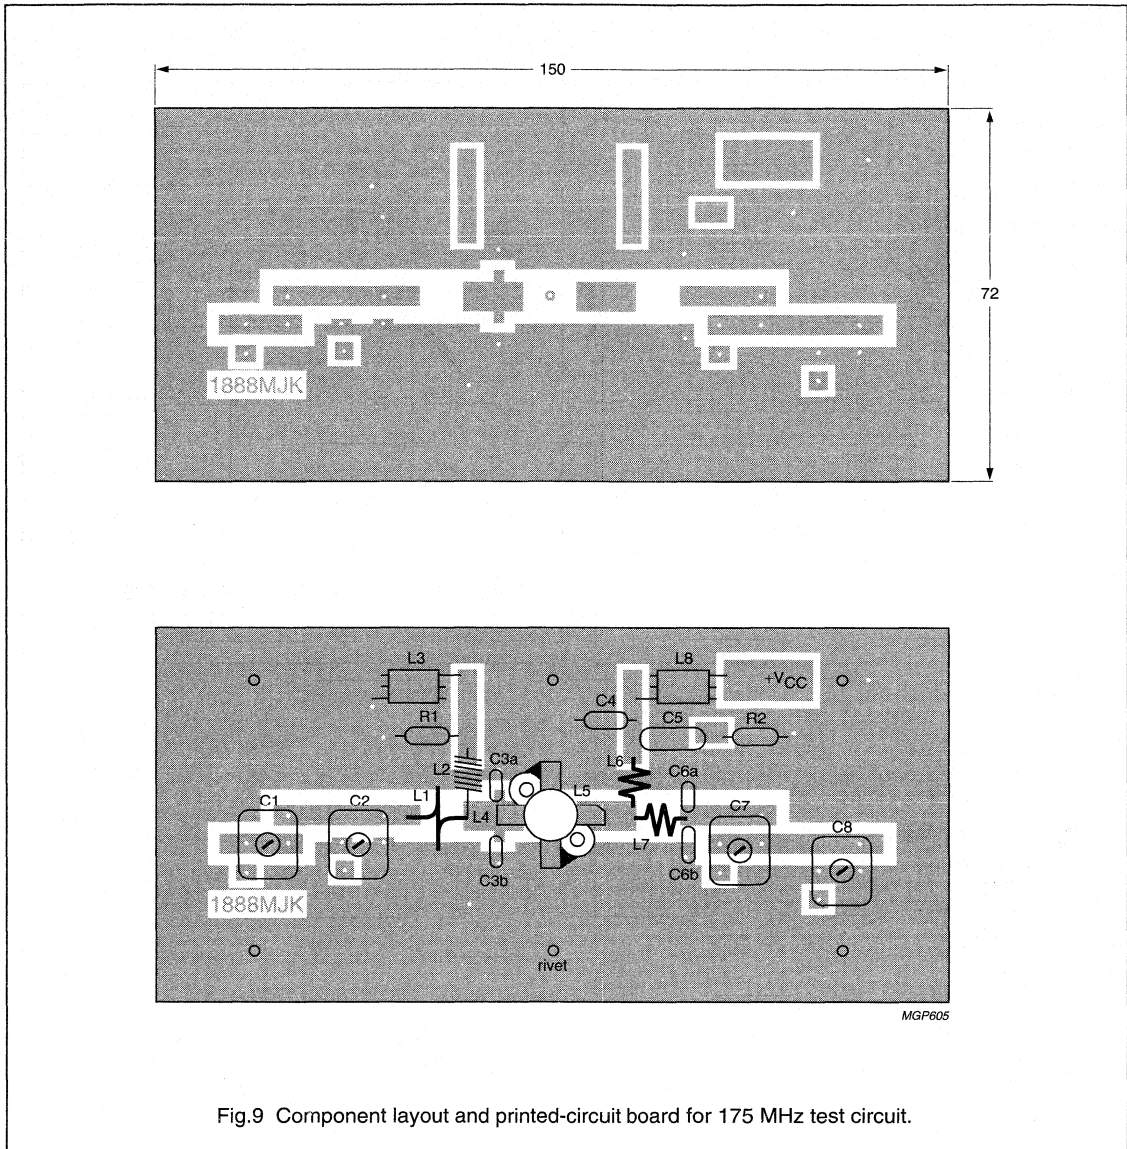 150
72
1888MJK
L3
L8
+VCC
C4
R1
C5
R2
L2
C3a
L6
C6a
C1
C2
L1
L4
L5
C7
C8
L7
C3b
C6b
1888MJK
rivet
MGP605
Fig.9 Component layout and printed-circuit board for 175 MHz test circuit.